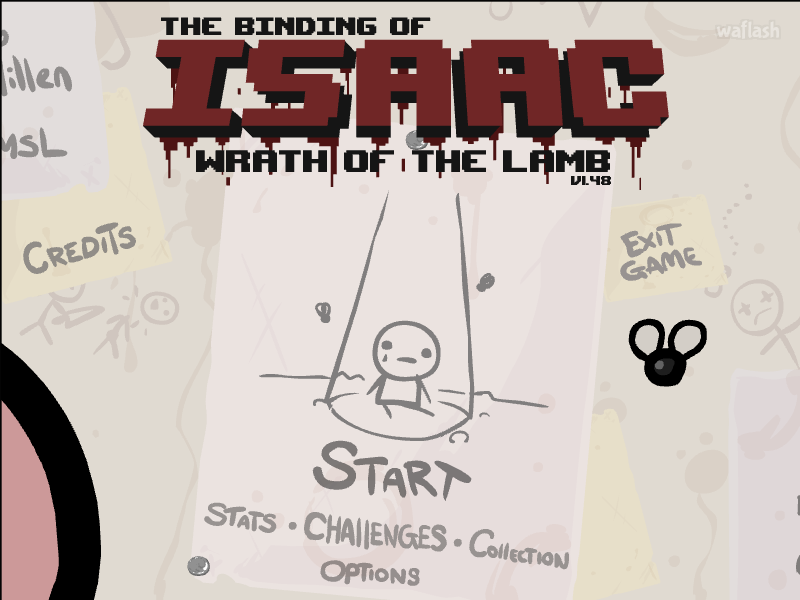 THE BINDING OF
waflash
ISAAC
WRATH OF THE LAMB
V1.48
CREDITS
EXIT
GAME
START
STATS • CHALLENGES • COLLECTION
OPTIONS